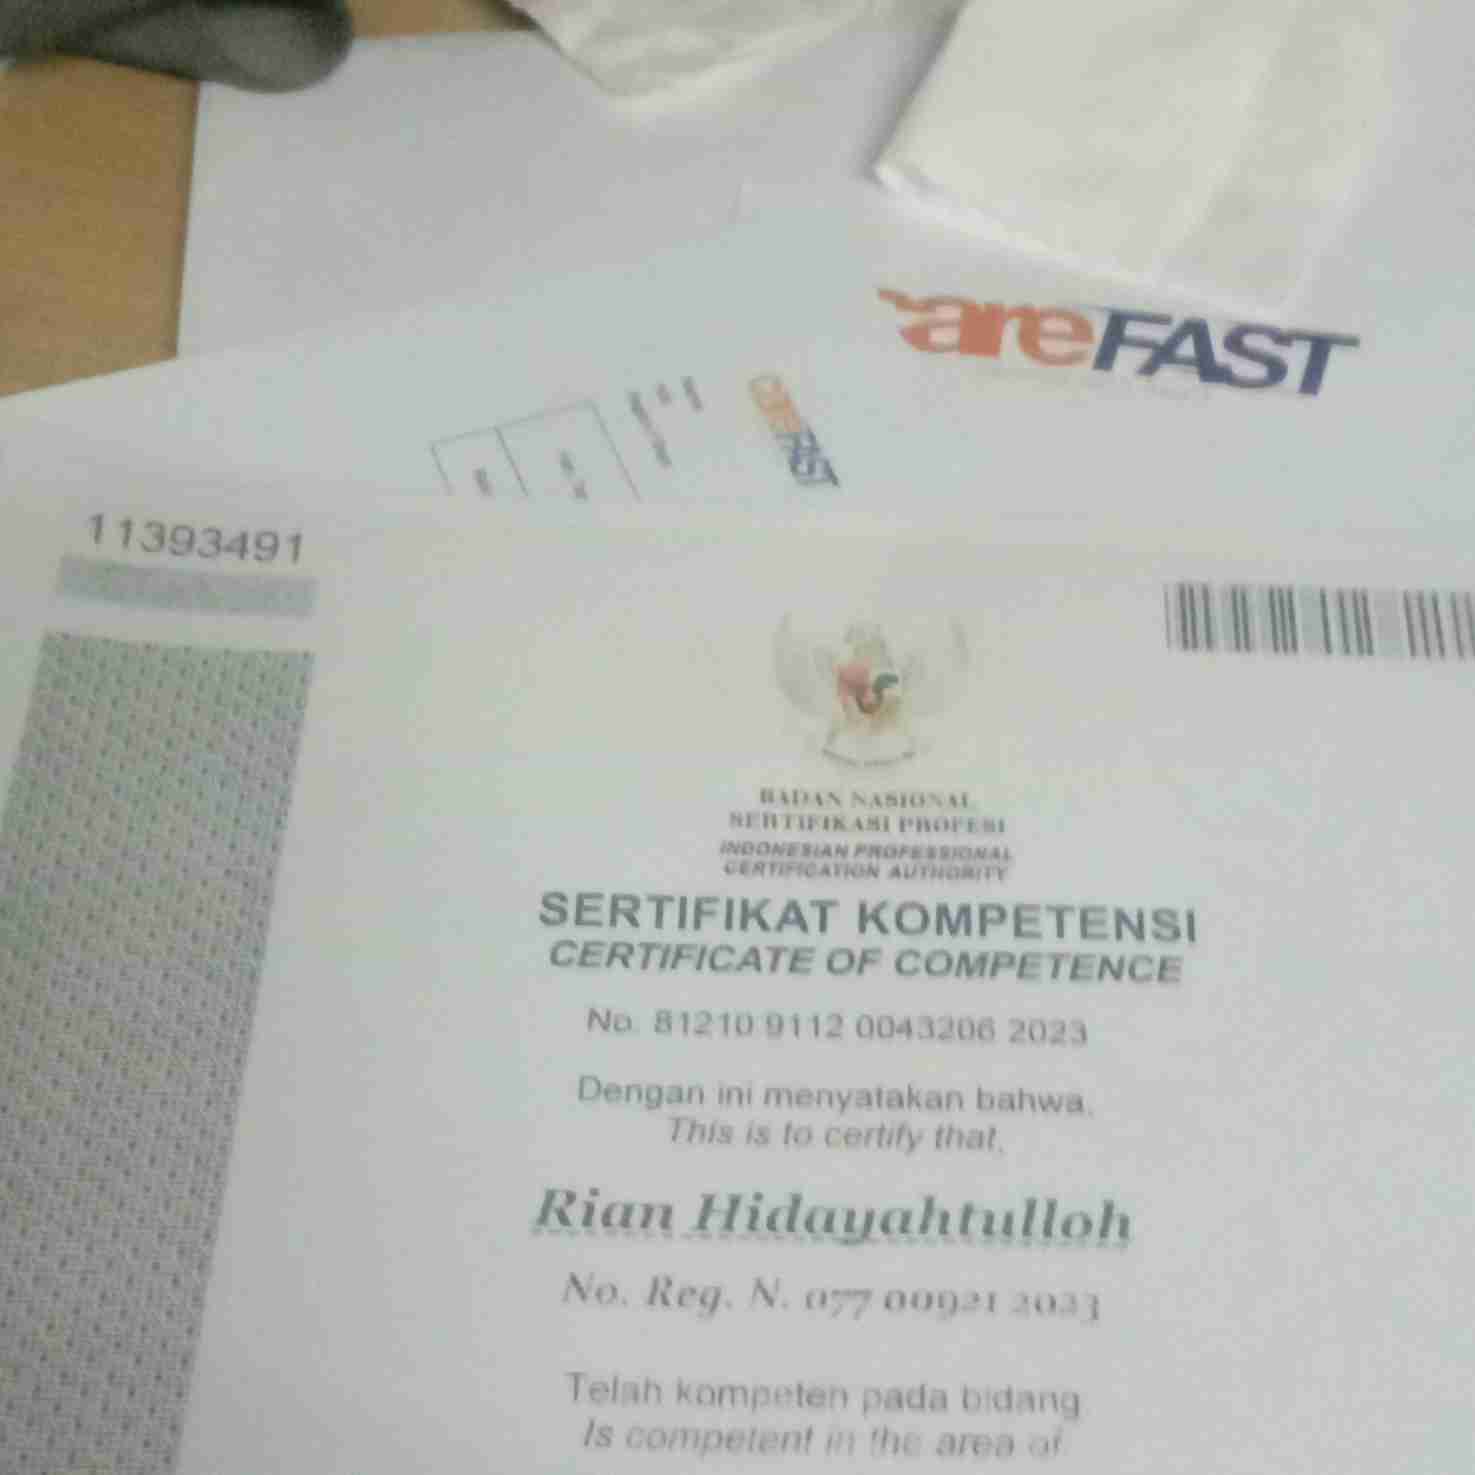 areFAST
11393491
BADAN NASIONAL
SERTIFIKASI PROFESI
INDONESIAN PROFESSIONAL
CERTIFICATION AUTHORITY
SERTIFIKAT KOMPETENSI
CERTIFICATE OF COMPETENCE
No. 81210 9112 0043206 2023
Dengan ini menyatakan bahwa,
This is to certify that,
Rian Hidayahtulloh
No. Reg. N. 077 00921 2023
Telah kompeten pada bidang
Is competent in the area of